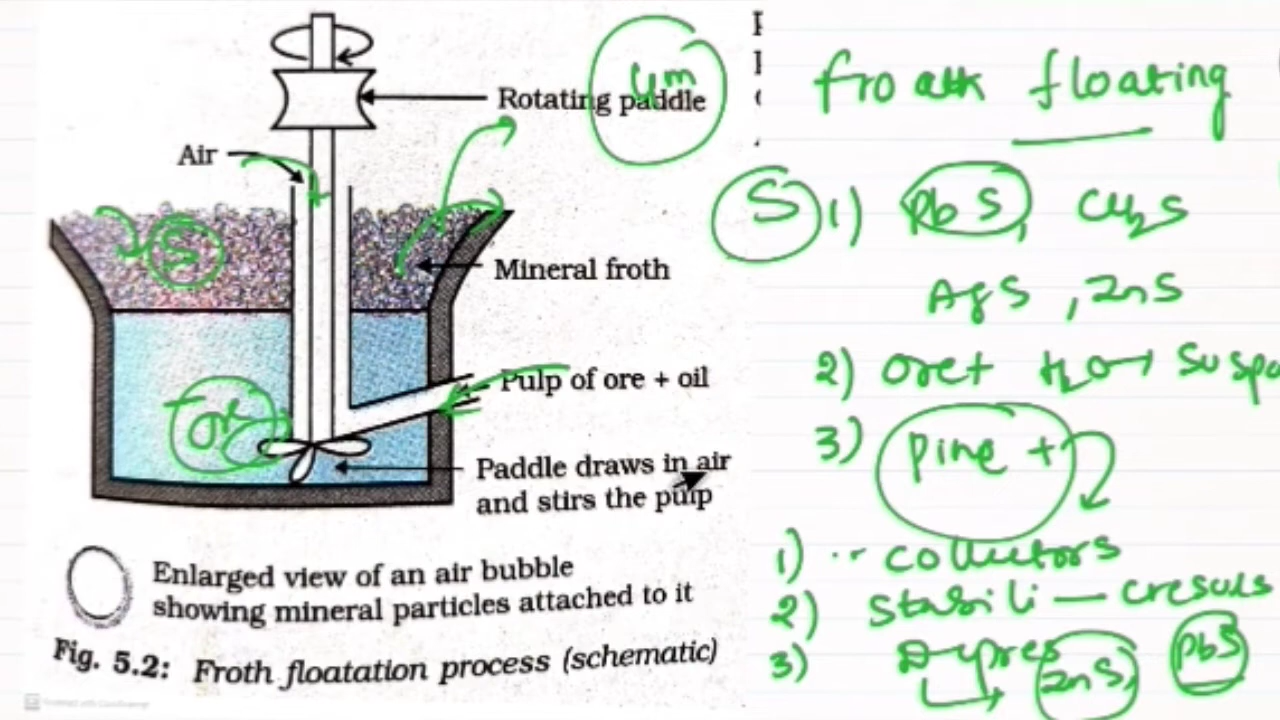 Rotating paddle
Air
Mineral froth
Pulp of ore + oil
Paddle draws in air
and stirs the pulp
Enlarged view of an air bubble
showing mineral particles attached to it
Fig. 5.2: Froth floatation process (schematic)
S
ore
froath floating
S 1) PbS, Cu2S
AgS, ZnS
2) Ore + H2O → Suspa
3) Pine +
1) collectors
2) Stabili — cresols
3) Depres ZnS, PbS